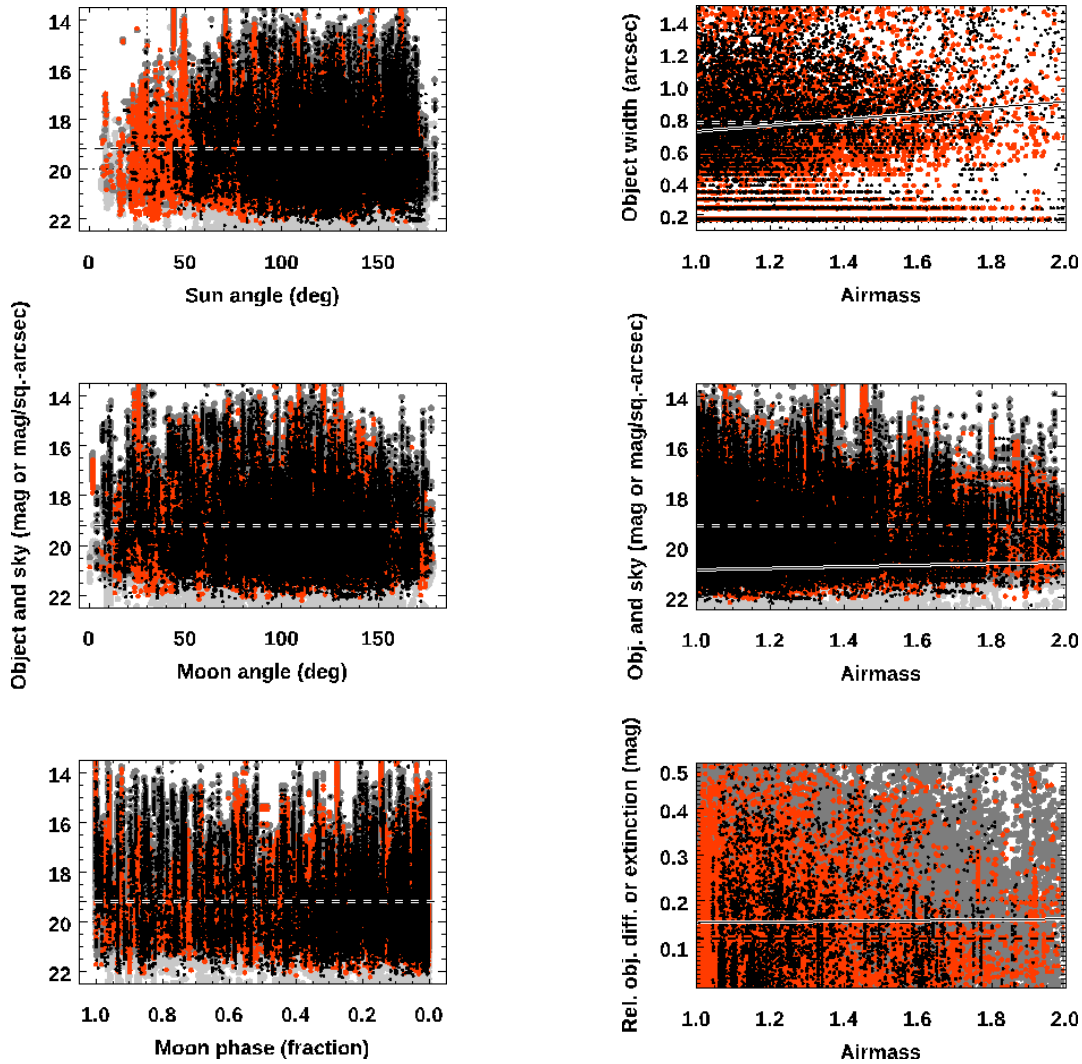 14
16
18
20
22
0 50 100 150
Sun angle (deg)
Object width (arcsec)
1.4
1.2
1.0
0.8
0.6
0.4
0.2
1.0 1.2 1.4 1.6 1.8 2.0
Airmass
Object and sky (mag or mag/sq.-arcsec)
14
16
18
20
22
0 50 100 150
Moon angle (deg)
Obj. and sky (mag or mag/sq.-arcsec)
14
16
18
20
22
1.0 1.2 1.4 1.6 1.8 2.0
Airmass
14
16
18
20
22
1.0 0.8 0.6 0.4 0.2 0.0
Moon phase (fraction)
Rel. obj. diff. or extinction (mag)
0.5
0.4
0.3
0.2
0.1
1.0 1.2 1.4 1.6 1.8 2.0
Airmass